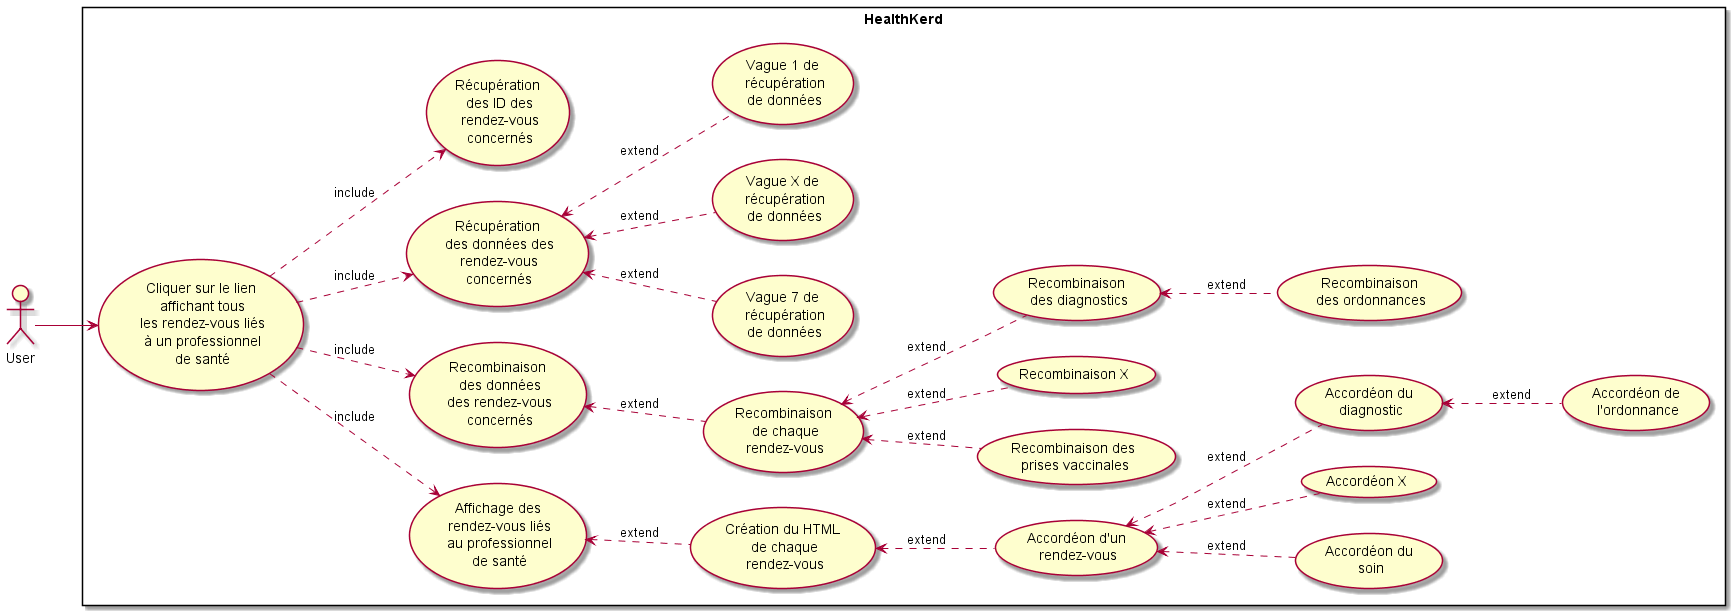 HealthKerd
User
Cliquer sur le lien
affichant tous
les rendez-vous liés
à un professionnel
de santé
include
include
include
include
Récupération
des ID des
rendez-vous
concernés
Récupération
des données des
rendez-vous
concernés
Recombinaison
des données
des rendez-vous
concernés
Affichage des
rendez-vous liés
au professionnel
de santé
extend
extend
extend
extend
extend
Vague 1 de
récupération
de données
Vague X de
récupération
de données
Vague 7 de
récupération
de données
Recombinaison
de chaque
rendez-vous
Création du HTML
de chaque
rendez-vous
extend
extend
extend
extend
Recombinaison
des diagnostics
Recombinaison X
Recombinaison des
prises vaccinales
Accordéon d'un
rendez-vous
extend
extend
extend
extend
Recombinaison
des ordonnances
Accordéon du
diagnostic
Accordéon X
Accordéon du
soin
extend
Accordéon de
l'ordonnance